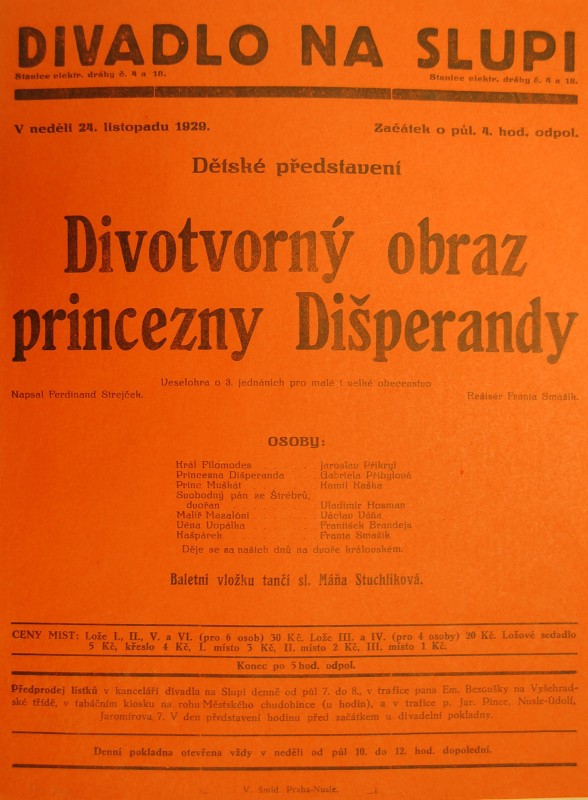 DIVADLO NA SLUPI
Stanice elektr. dráhy č. 4 a 18. Stanice elektr. dráhy č. 4 a 18.
V neděli 24. listopadu 1929. Začátek o půl. 4. hod. odpol.
Dětské představení
Divotvorný obraz
princezny Dišperandy
Veselohra o 3. jednáních pro malé i velké obecenstvo
Napsal Ferdinand Strejček. Režisér Franta Smažík.
OSOBY:
Král Filomodes . . . Jaroslav Přikryl
Princezna Dišperanda . . Gabriela Přibylová
Princ Muškát . . . Kamil Kaška
Svobodný pán ze Štrébrů,
dvořan . . . Vladimír Hosman
Malíř Mazalóni . . . Václav Váňa
Věna Vopálka . . . František Brandejs
Kašpárek . . . Franta Smažík
Děje se za našich dnů na dvoře královském.
Baletní vložku tančí sl. Máňa Stuchlíková.
CENY MÍST: Lože I., II., V. a VI. (pro 6 osob) 30 Kč. Lože III. a IV. (pro 4 osoby) 20 Kč. Ložové sedadlo
5 Kč, křeslo 4 Kč, I. místo 3 Kč, II. místo 2 Kč, III. místo 1 Kč.
Konec po 5 hod. odpol.
Předprodej lístků v kanceláři divadla na Slupi denně od půl 7. do 8., v trafice pana Em. Bezoušky na Vyšehrad-
ské třídě, v tabáčním kiosku na rohu Městského chudobince (u hodin), a v trafice p. Jar. Pince, Nusle-Údolí,
Jaromírova 7. V den představení hodinu před začátkem u divadelní pokladny.
Denní pokladna otevřena vždy v neděli od půl 10. do 12. hod. dopolední.
V. Šmíd, Praha-Nusle.